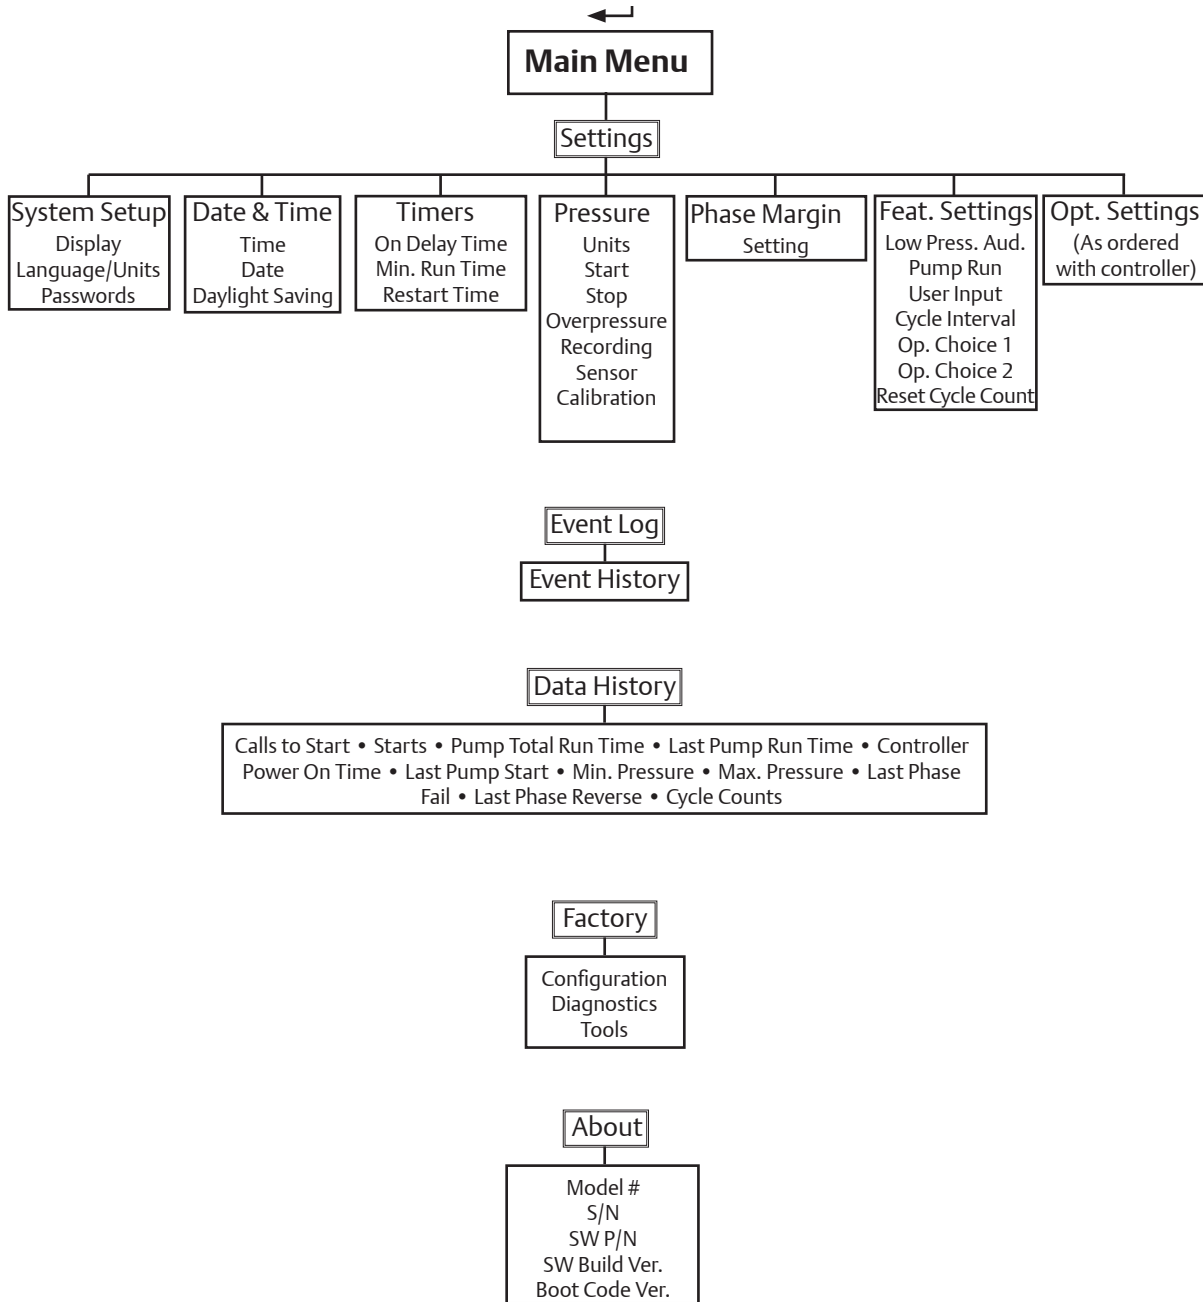 Main Menu
Settings
System Setup
Display
Language/Units
Passwords
Date & Time
Time
Date
Daylight Saving
Timers
On Delay Time
Min. Run Time
Restart Time
Pressure
Units
Start
Stop
Overpressure
Recording
Sensor
Calibration
Phase Margin
Setting
Feat. Settings
Low Press. Aud.
Pump Run
User Input
Cycle Interval
Op. Choice 1
Op. Choice 2
Reset Cycle Count
Opt. Settings
(As ordered
with controller)
Event Log
Event History
Data History
Calls to Start • Starts • Pump Total Run Time • Last Pump Run Time • Controller
Power On Time • Last Pump Start • Min. Pressure • Max. Pressure • Last Phase
Fail • Last Phase Reverse • Cycle Counts
Factory
Configuration
Diagnostics
Tools
About
Model #
S/N
SW P/N
SW Build Ver.
Boot Code Ver.